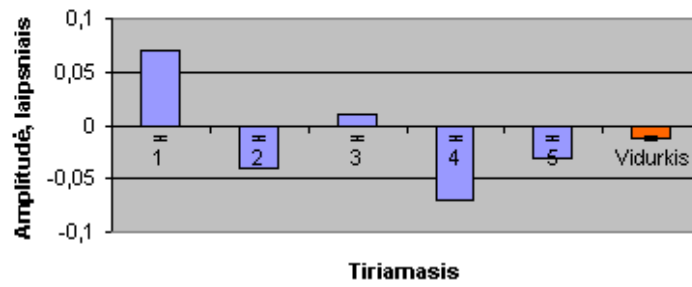 Amplitudė, laipsniais
0,1
0,05
0
-0,05
-0,1
1 2 3 4 5 Vidurkis
Tiriamasis